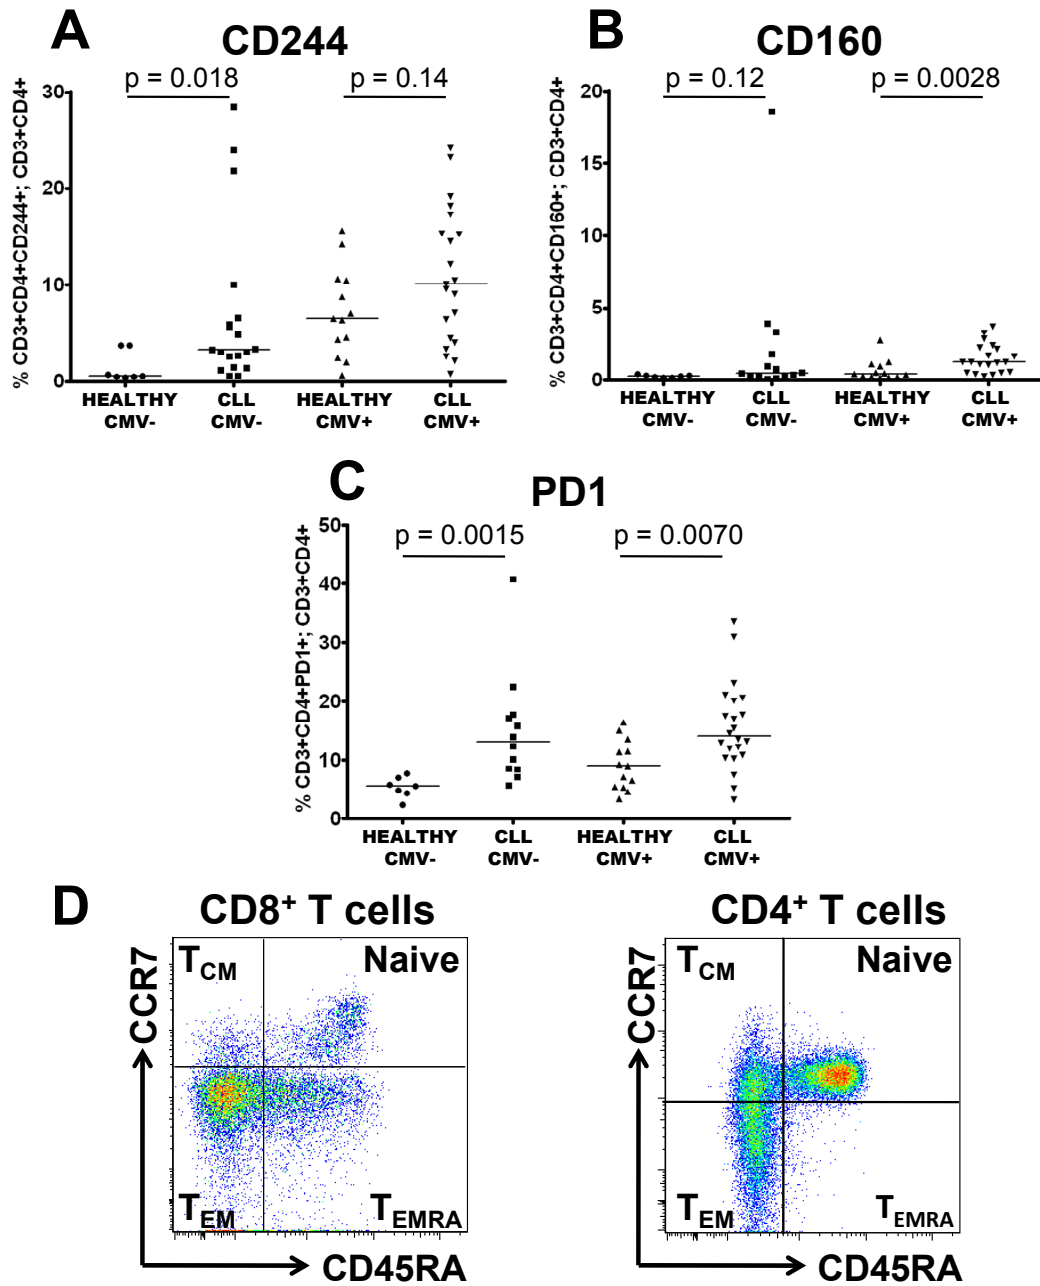 A
CD244
p = 0.018
p = 0.14
% CD3+CD4+CD244+; CD3+CD4+
30
20
10
0
HEALTHY
CMV-
CLL
CMV-
HEALTHY
CMV+
CLL
CMV+
B
CD160
p = 0.12
p = 0.0028
% CD3+CD4+CD160+; CD3+CD4+
20
15
10
5
0
HEALTHY
CMV-
CLL
CMV-
HEALTHY
CMV+
CLL
CMV+
C
PD1
p = 0.0015
p = 0.0070
% CD3+CD4+PD1+; CD3+CD4+
50
40
30
20
10
0
HEALTHY
CMV-
CLL
CMV-
HEALTHY
CMV+
CLL
CMV+
D
CD8⁺ T cells
CCR7
TCM
Naive
TEM
TEMRA
CD45RA
CD4⁺ T cells
CCR7
TCM
Naive
TEM
TEMRA
CD45RA